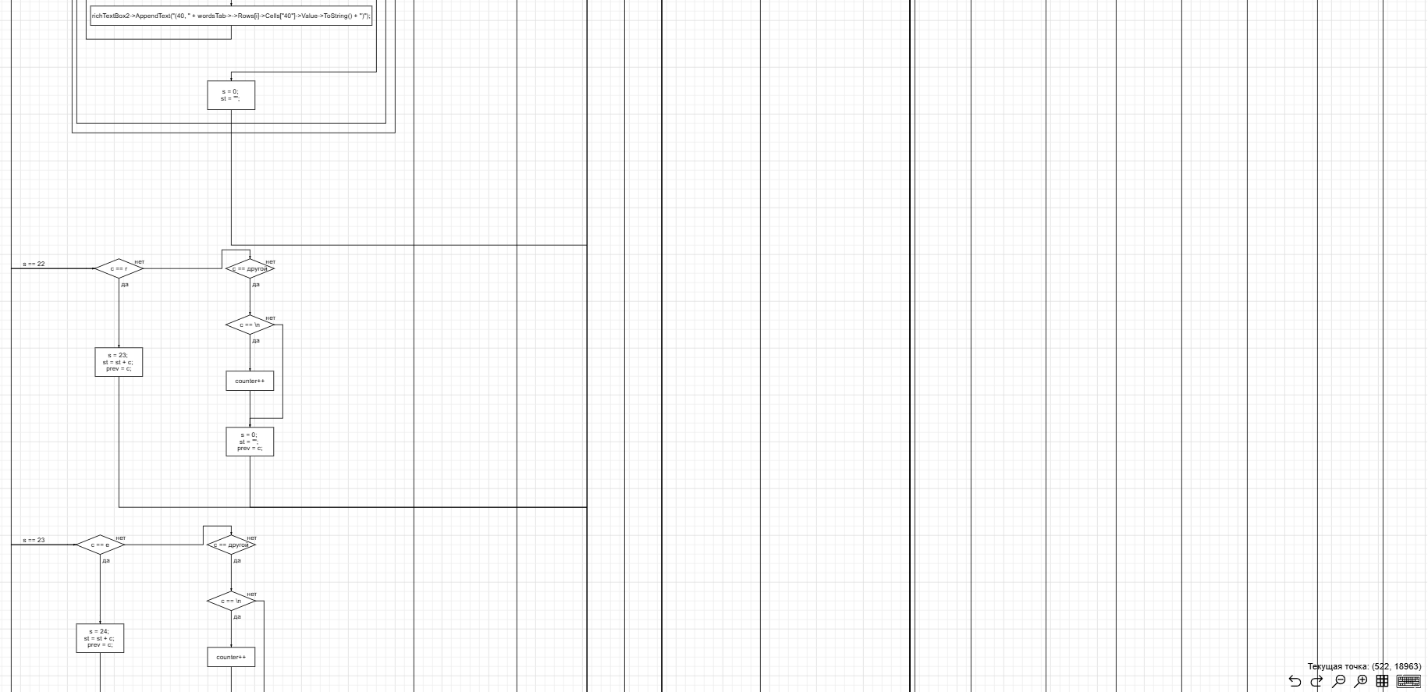 richTextBox2->AppendText("(40, " + wordsTab->->Rows[i]->Cells["40"]->Value->ToString() + ")");
s = 0;
st = "";
s == 22
c == г
нет
да
c == другой
нет
да
c == \n
нет
да
s = 23;
st = st + c;
prev = c;
counter++
s = 0;
st = "";
prev = c;
s == 23
c == е
нет
да
c == другой
нет
да
c == \n
нет
да
s = 24;
st = st + c;
prev = c;
counter++
Текущая точка: (522, 18963)